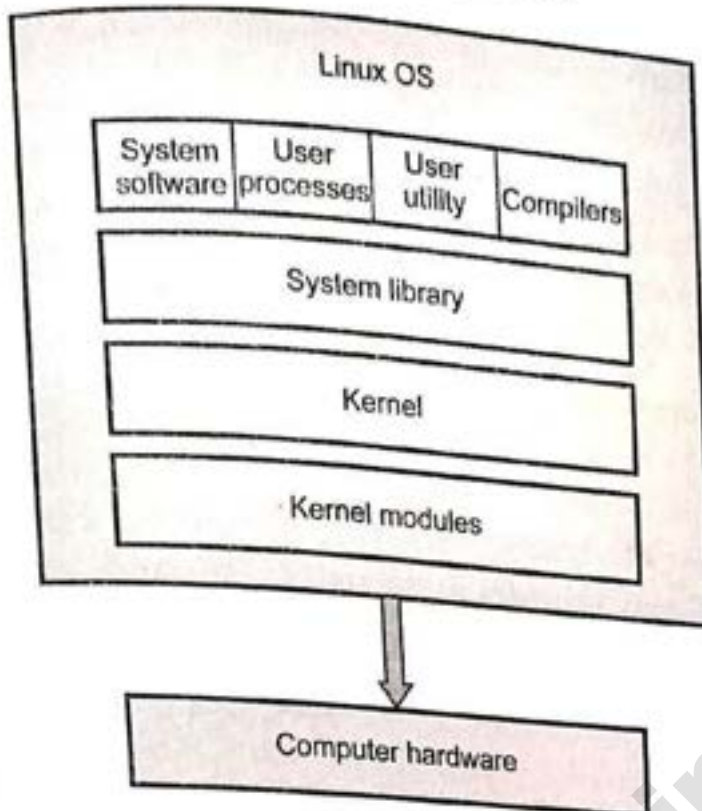 Linux OS
System
software
User
processes
User
utility
Compilers
System library
Kernel
Kernel modules
Computer hardware